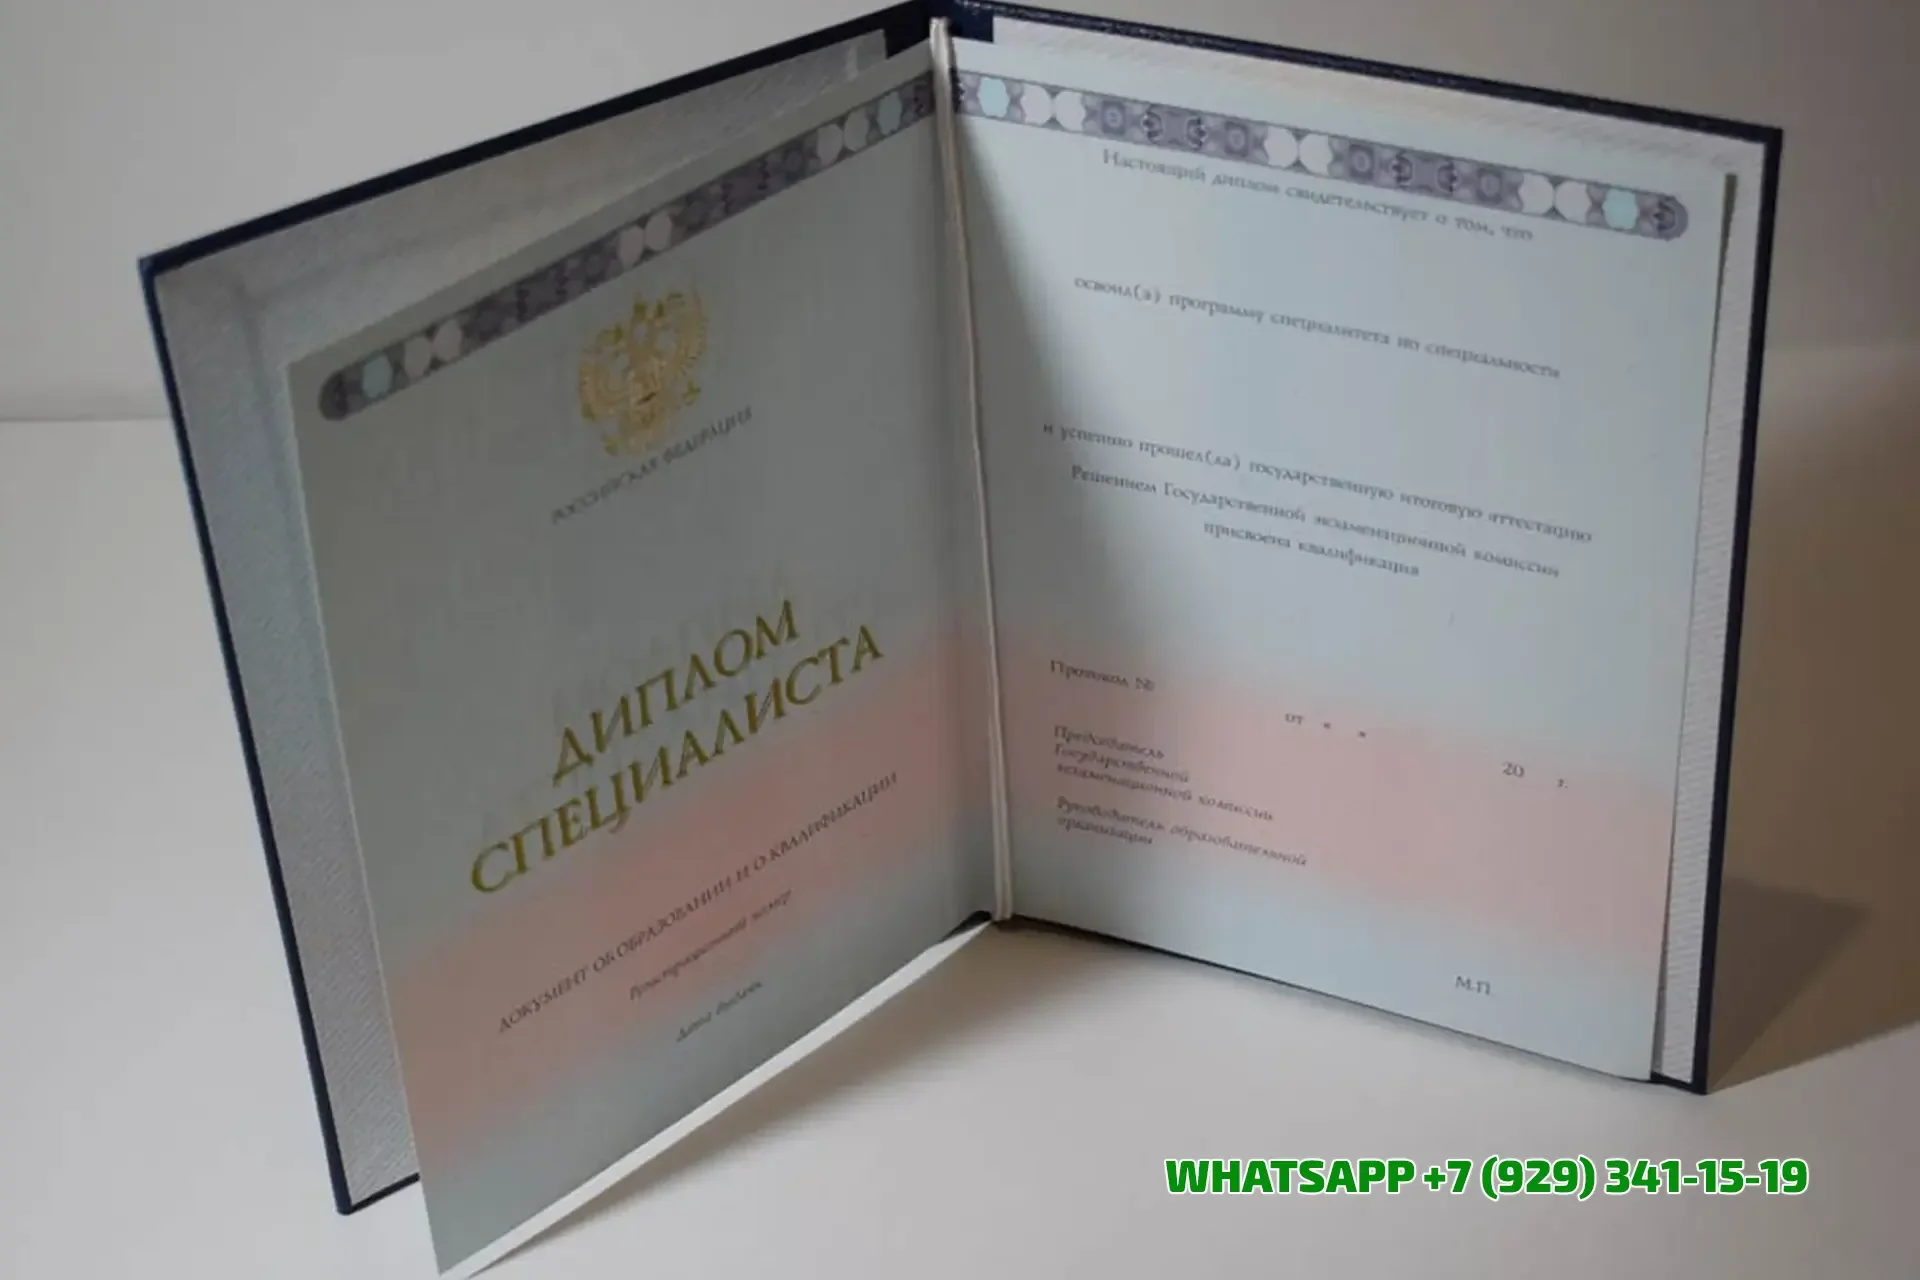 РОССИЙСКАЯ ФЕДЕРАЦИЯ
ДИПЛОМ
СПЕЦИАЛИСТА
ДОКУМЕНТ ОБ ОБРАЗОВАНИИ И О КВАЛИФИКАЦИИ
Регистрационный номер
Дата выдачи
Настоящий диплом свидетельствует о том, что
освоил(а) программу специалитета по специальности
и успешно прошел(ла) государственную итоговую аттестацию
Решением Государственной экзаменационной комиссии
присвоена квалификация
Протокол №
от « »
20 г.
Председатель
Государственной
экзаменационной комиссии
Руководитель образовательной
организации
М.П.
WHATSAPP +7 (929) 341-15-19